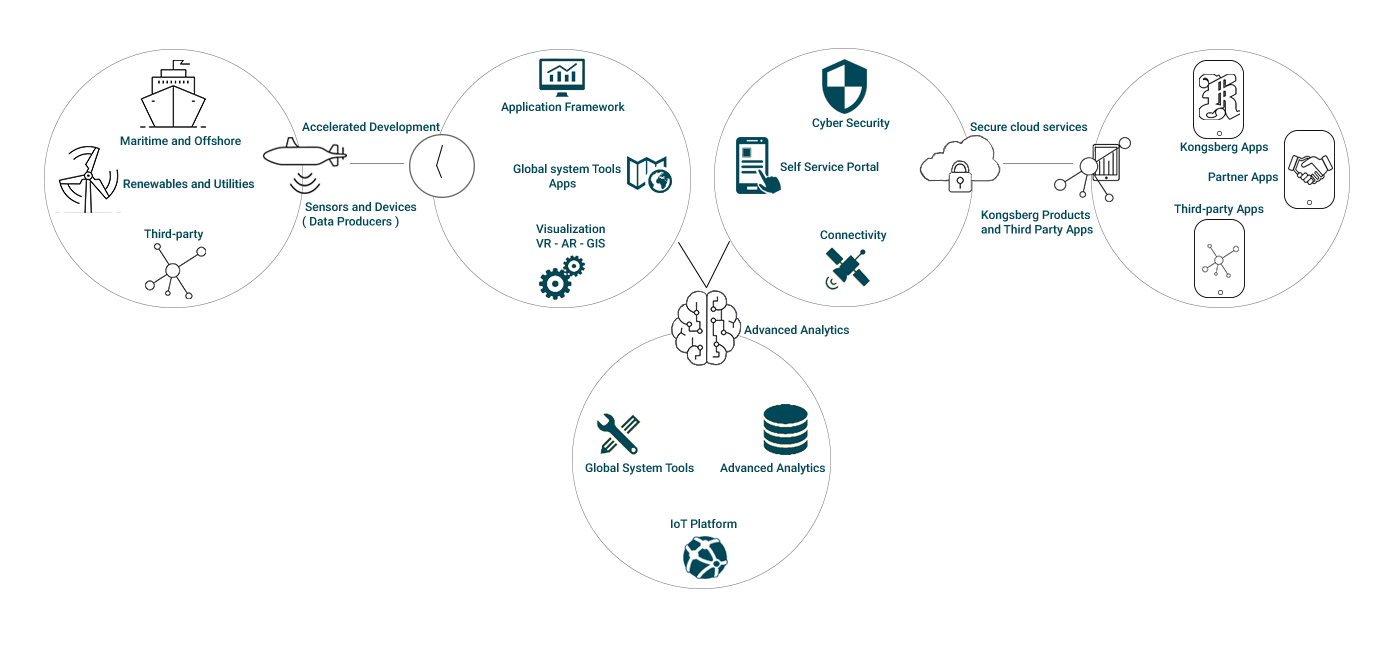 Maritime and Offshore
Renewables and Utilities
Third-party
Accelerated Development
Sensors and Devices
( Data Producers )
Application Framework
Global system Tools
Apps
Visualization
VR - AR - GIS
Cyber Security
Self Service Portal
Connectivity
Secure cloud services
Kongsberg Products
and Third Party Apps
K
Kongsberg Apps
Partner Apps
Third-party Apps
Advanced Analytics
Global System Tools
Advanced Analytics
IoT Platform